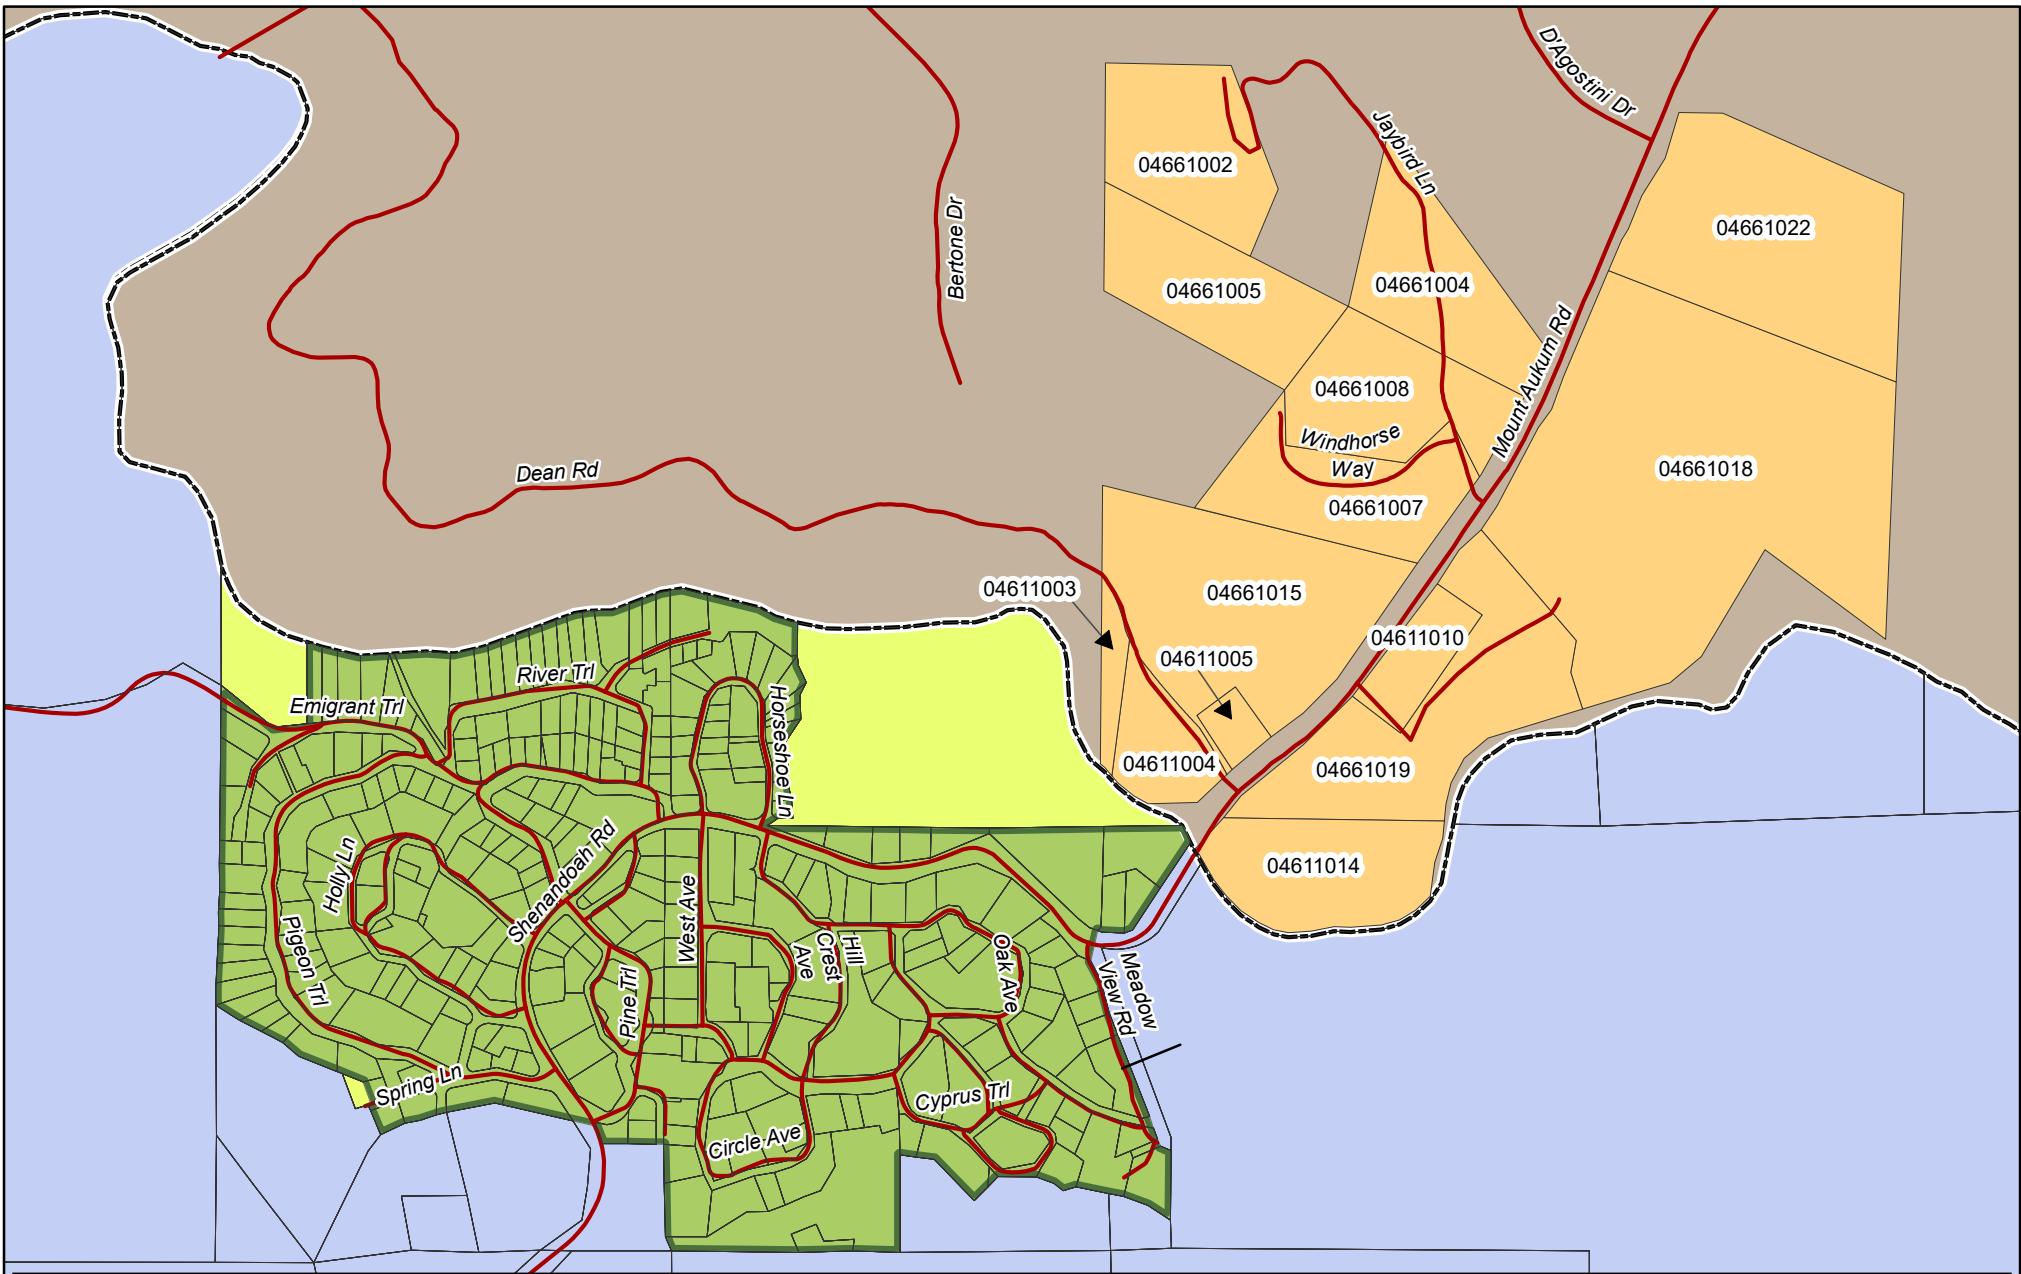 D'Agostini Dr
Jaybird Ln
04661002
04661022
Bertone Dr
04661005
04661004
Mount Aukum Rd
04661008
Windhorse
Way
Dean Rd
04661018
04661007
04611003
04661015
04611010
04611005
River Trl
Emigrant Trl
Horseshoe Ln
04611004
04661019
Holly Ln
Shenandoah Rd
04611014
West Ave
Pigeon Trl
Hill
Crest
Ave
Oak Ave
Pine Trl
Meadow
View Rd
Spring Ln
Cyprus Trl
Circle Ave